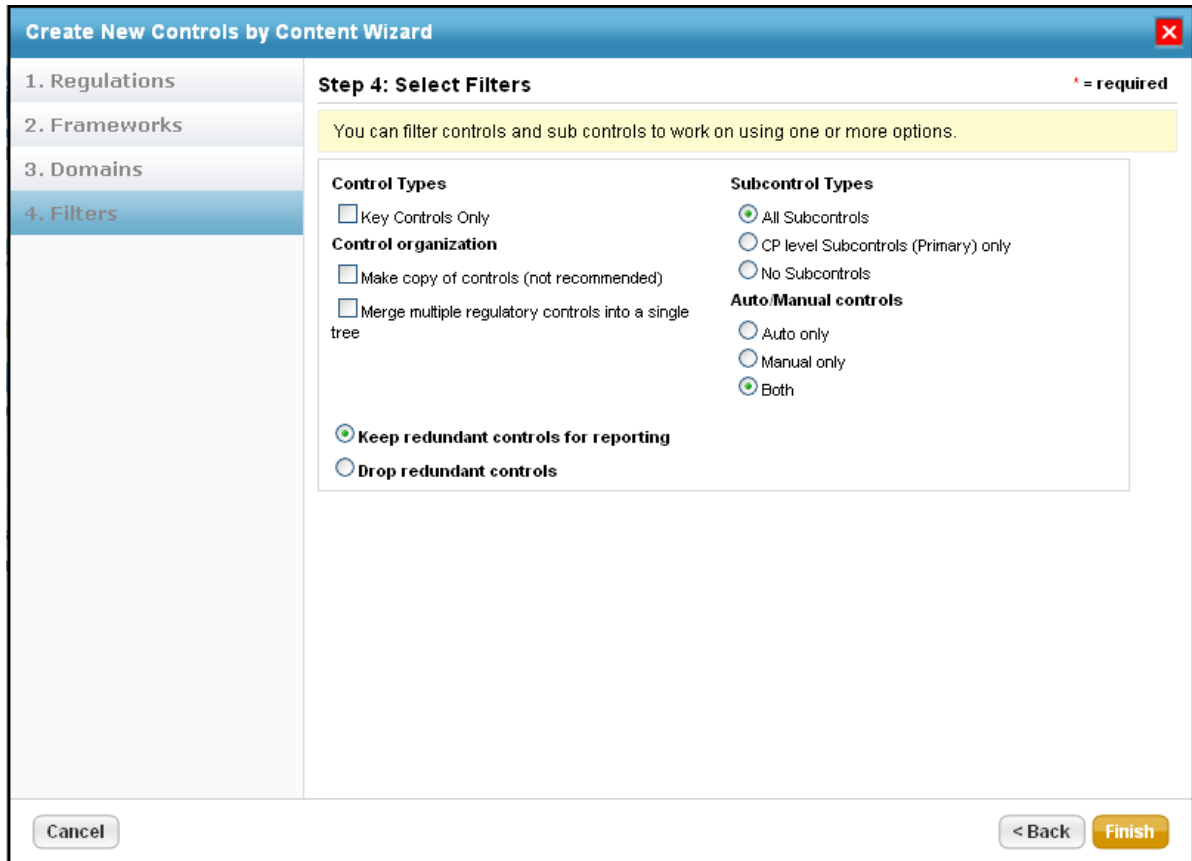 Create New Controls by Content Wizard
1. Regulations
2. Frameworks
3. Domains
4. Filters
Step 4: Select Filters
* = required
You can filter controls and sub controls to work on using one or more options.
Control Types
Key Controls Only
Control organization
Make copy of controls (not recommended)
Merge multiple regulatory controls into a single
tree
Subcontrol Types
All Subcontrols
CP level Subcontrols (Primary) only
No Subcontrols
Auto/Manual controls
Auto only
Manual only
Both
Keep redundant controls for reporting
Drop redundant controls
Cancel
< Back
Finish